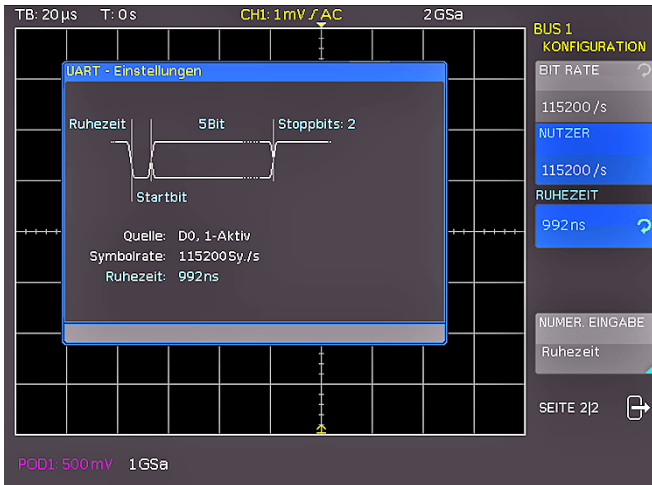 TB: 20 µs T: 0 s CH1: 1 mV ∕ AC 2 GSa
BUS 1
KONFIGURATION
BIT RATE
115200 /s
NUTZER
115200 /s
RUHEZEIT
992 ns
NUMER. EINGABE
Ruhezeit
SEITE 2|2
UART - Einstellungen
Ruhezeit 5Bit Stoppbits: 2
Startbit
Quelle: D0, 1-Aktiv
Symbolrate: 115200 Sy./s
Ruhezeit: 992ns
POD1: 500 mV 1 GSa